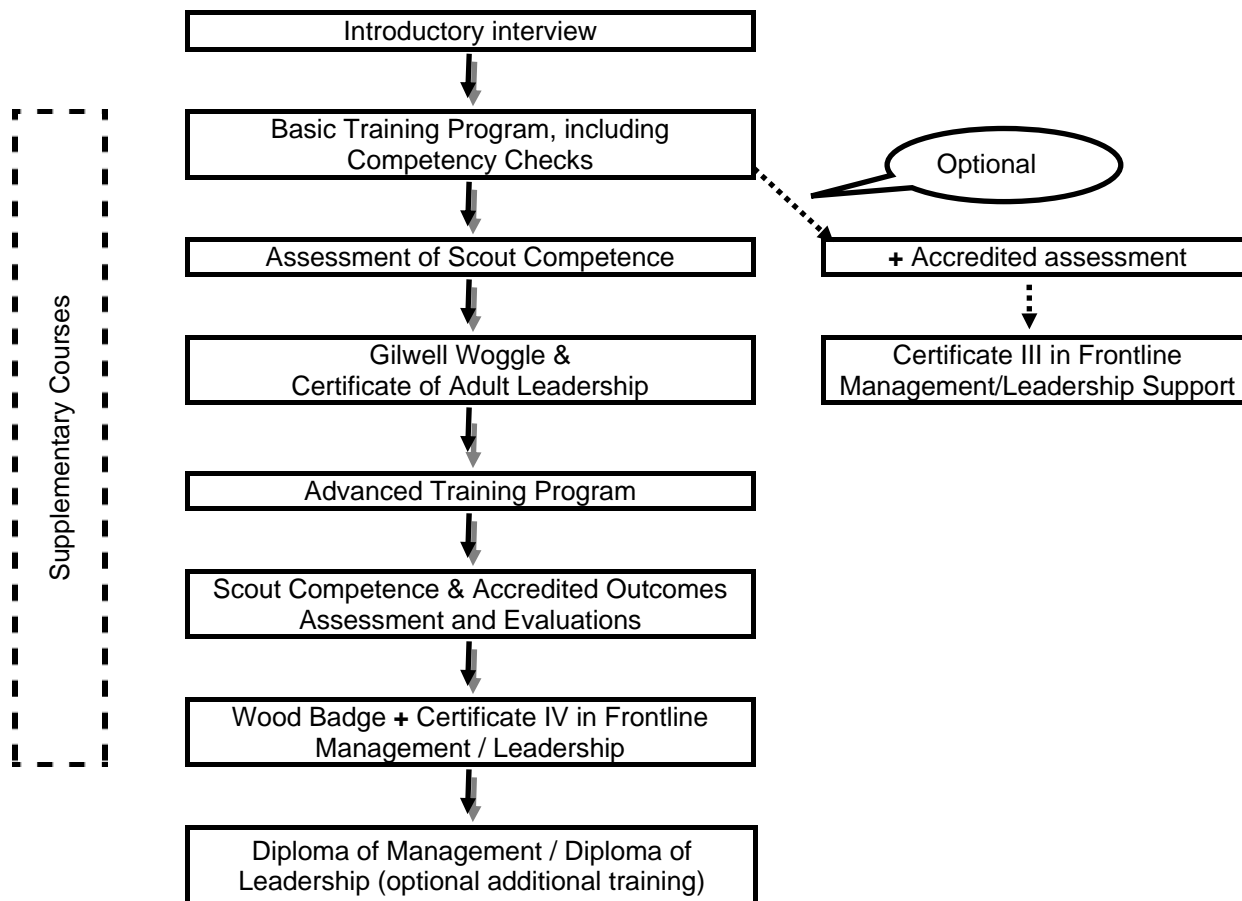 Introductory interview
Basic Training Program, including
Competency Checks
Optional
Assessment of Scout Competence
+ Accredited assessment
Supplementary Courses
Gilwell Woggle &
Certificate of Adult Leadership
Certificate III in Frontline
Management/Leadership Support
Advanced Training Program
Scout Competence & Accredited Outcomes
Assessment and Evaluations
Wood Badge + Certificate IV in Frontline
Management / Leadership
Diploma of Management / Diploma of
Leadership (optional additional training)